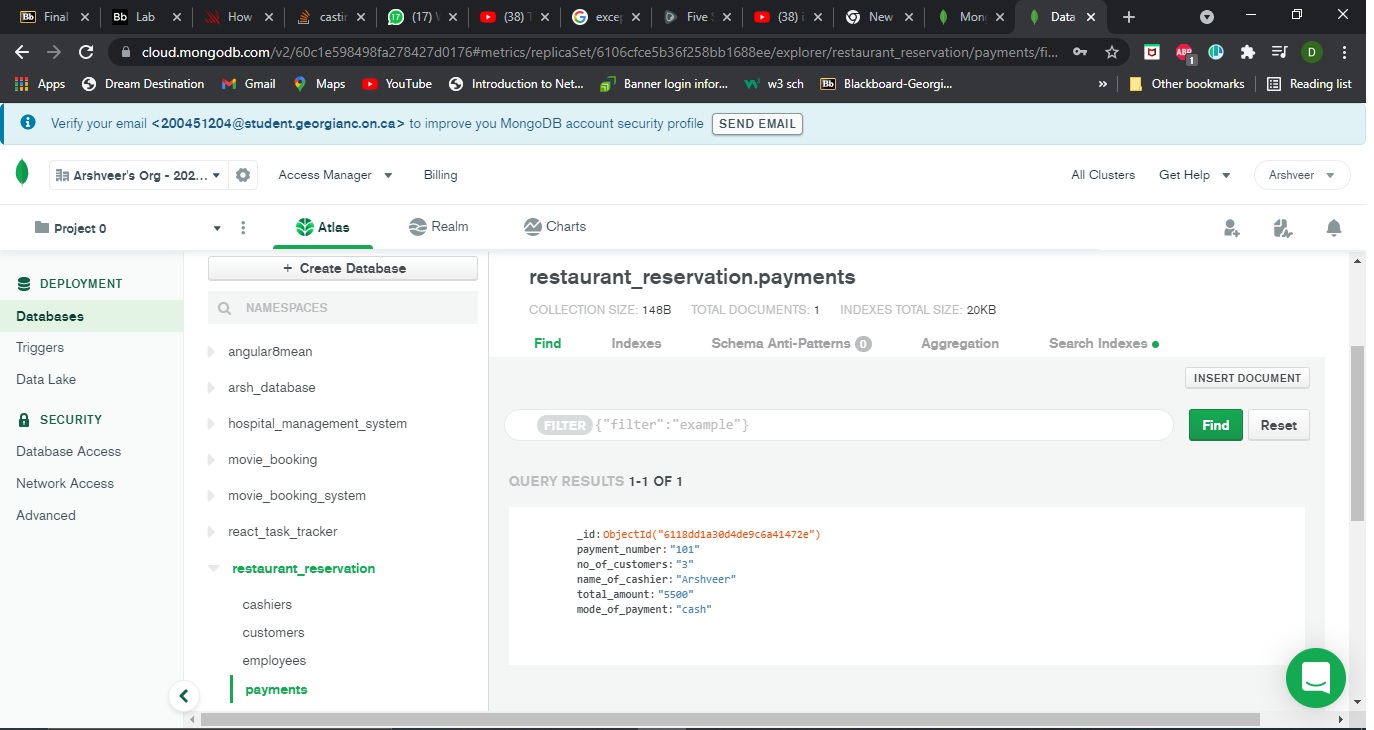 Final
Lab
How
castin
(17) V
(38) T
excep
Five S
(38) i
New
Mon
Data
cloud.mongodb.com/v2/60c1e598498fa278427d0176#metrics/replicaSet/6106cfce5b36f258bb1688ee/explorer/restaurant_reservation/payments/fi...
ABP 1 D
Apps Dream Destination Gmail Maps YouTube Introduction to Net... Banner login infor... w3 sch Bb Blackboard-Georgi... » Other bookmarks Reading list
Verify your email <200451204@student.georgianc.on.ca> to improve you MongoDB account security profile SEND EMAIL
Arshveer's Org - 202... Access Manager Billing All Clusters Get Help Arshveer
Project 0 Atlas Realm Charts
DEPLOYMENT
Databases
Triggers
Data Lake
SECURITY
Database Access
Network Access
Advanced
+ Create Database
NAMESPACES
angular8mean
arsh_database
hospital_management_system
movie_booking
movie_booking_system
react_task_tracker
restaurant_reservation
cashiers
customers
employees
payments
restaurant_reservation.payments
COLLECTION SIZE: 148B TOTAL DOCUMENTS: 1 INDEXES TOTAL SIZE: 20KB
Find Indexes Schema Anti-Patterns 0 Aggregation Search Indexes
INSERT DOCUMENT
FILTER {"filter":"example"} Find Reset
QUERY RESULTS 1-1 OF 1
_id: ObjectId("6118dd1a30d4de9c6a41472e")
payment_number: "101"
no_of_customers: "3"
name_of_cashier: "Arshveer"
total_amount: "5500"
mode_of_payment: "cash"